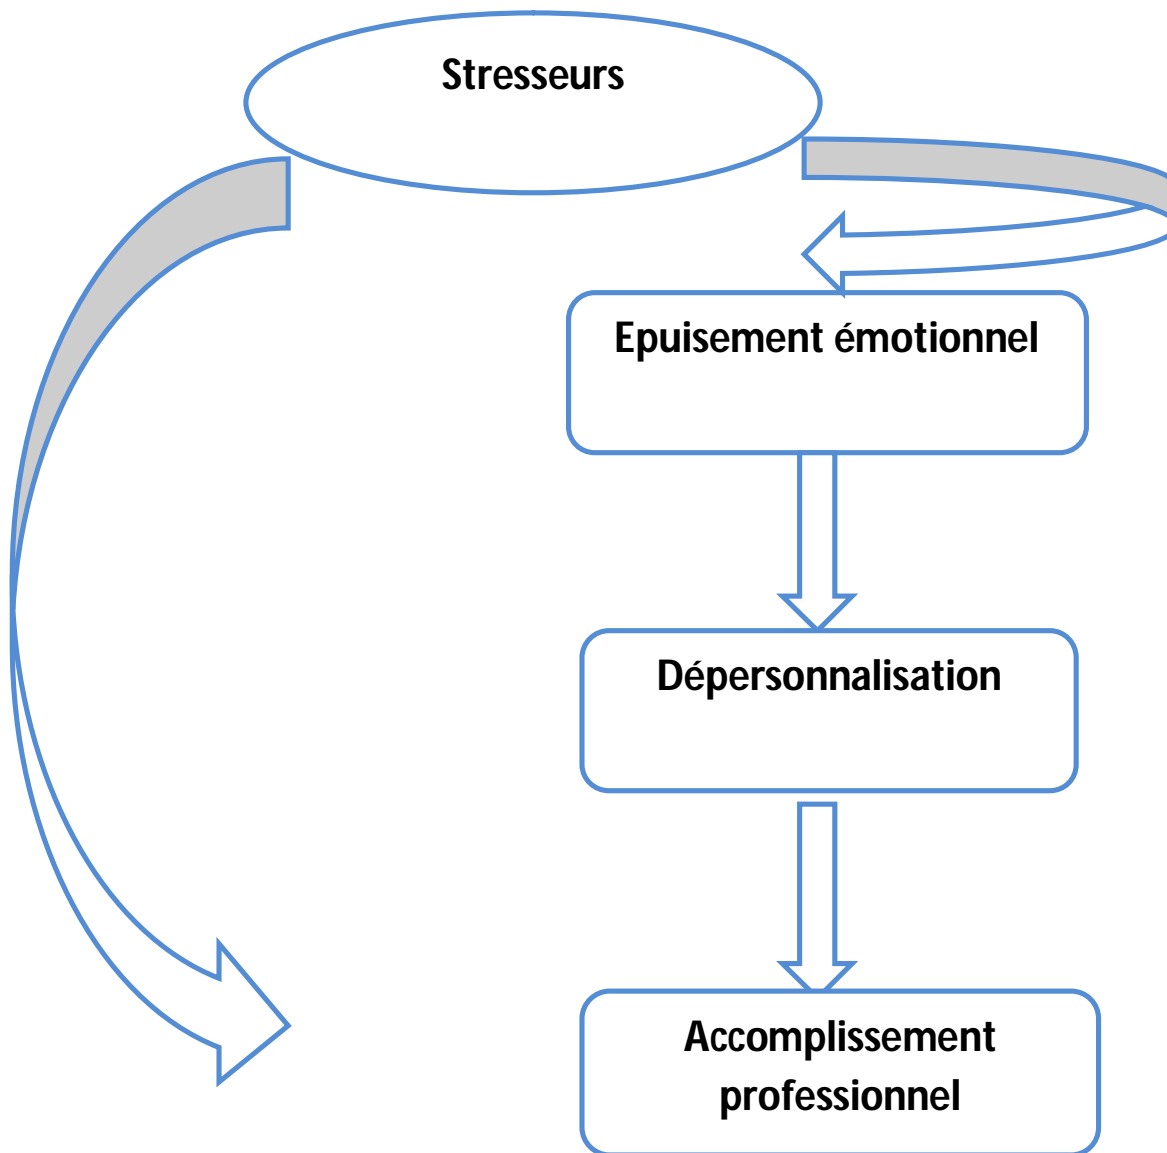 Stresseurs
Epuisement émotionnel
Dépersonnalisation
Accomplissement
professionnel